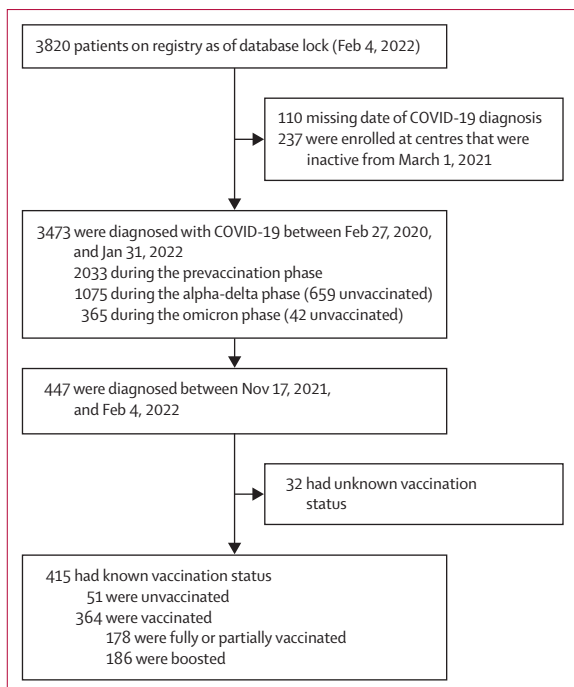 3820 patients on registry as of database lock (Feb 4, 2022)
110 missing date of COVID-19 diagnosis
237 were enrolled at centres that were
inactive from March 1, 2021
3473 were diagnosed with COVID-19 between Feb 27, 2020,
and Jan 31, 2022
2033 during the prevaccination phase
1075 during the alpha-delta phase (659 unvaccinated)
365 during the omicron phase (42 unvaccinated)
447 were diagnosed between Nov 17, 2021,
and Feb 4, 2022
32 had unknown vaccination
status
415 had known vaccination status
51 were unvaccinated
364 were vaccinated
178 were fully or partially vaccinated
186 were boosted